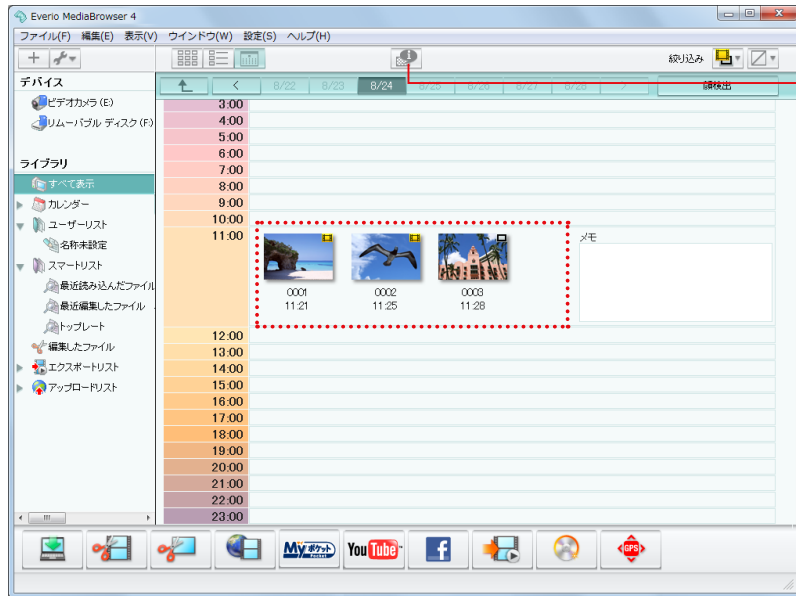 Everio MediaBrowser 4
ファイル(F) 編集(E) 表示(V) ウインドウ(W) 設定(S) ヘルプ(H)
絞り込み
デバイス
ビデオカメラ (E:)
リムーバブル ディスク (F:)
ライブラリ
すべて表示
カレンダー
ユーザーリスト
名称未設定
スマートリスト
最近読み込んだファイル
最近編集したファイル
トップレート
編集したファイル
エクスポートリスト
アップロードリスト
< 8/22 8/23 8/24 8/25 8/26 8/27 8/28 > 顔検出
3:00
4:00
5:00
6:00
7:00
8:00
9:00
10:00
11:00
0001
11:21
0002
11:25
0003
11:28
メモ
12:00
13:00
14:00
15:00
16:00
17:00
18:00
19:00
20:00
21:00
22:00
23:00
Myポケット Pocket YouTube f GPS